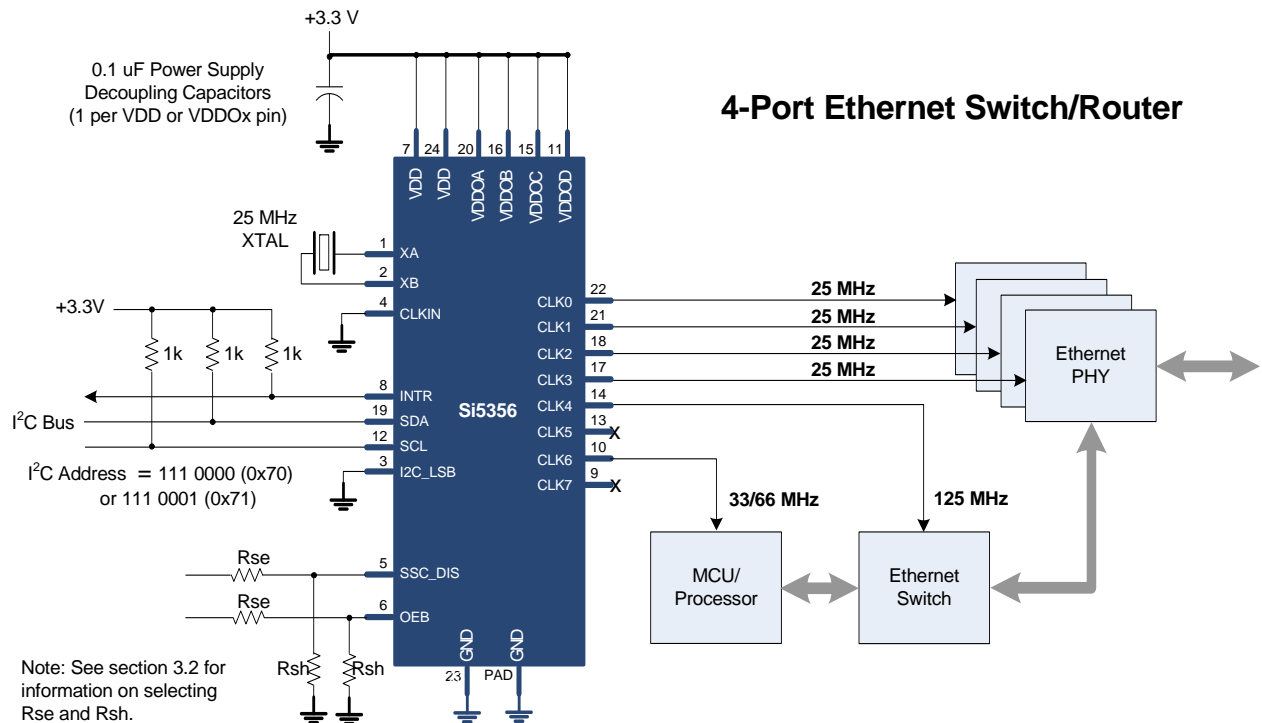 +3.3 V
0.1 uF Power Supply
Decoupling Capacitors
(1 per VDD or VDDOx pin)
4-Port Ethernet Switch/Router
7 24 20 16 15 11
VDD VDD VDDOA VDDOB VDDOC VDDOD
25 MHz
XTAL
1 XA
2 XB
4 CLKIN
+3.3V
1k 1k 1k
8 INTR
19 SDA
12 SCL
3 I2C_LSB
I²C Bus
I²C Address = 111 0000 (0x70)
or 111 0001 (0x71)
Si5356
CLK0 22 25 MHz
CLK1 21 25 MHz
CLK2 18 25 MHz
CLK3 17 25 MHz
CLK4 14
CLK5 13 X
CLK6 10
CLK7 9 X
Ethernet
PHY
33/66 MHz
125 MHz
MCU/
Processor
Ethernet
Switch
Rse 5 SSC_DIS
Rse 6 OEB
Rsh Rsh
GND GND
23 PAD
Note: See section 3.2 for
information on selecting
Rse and Rsh.